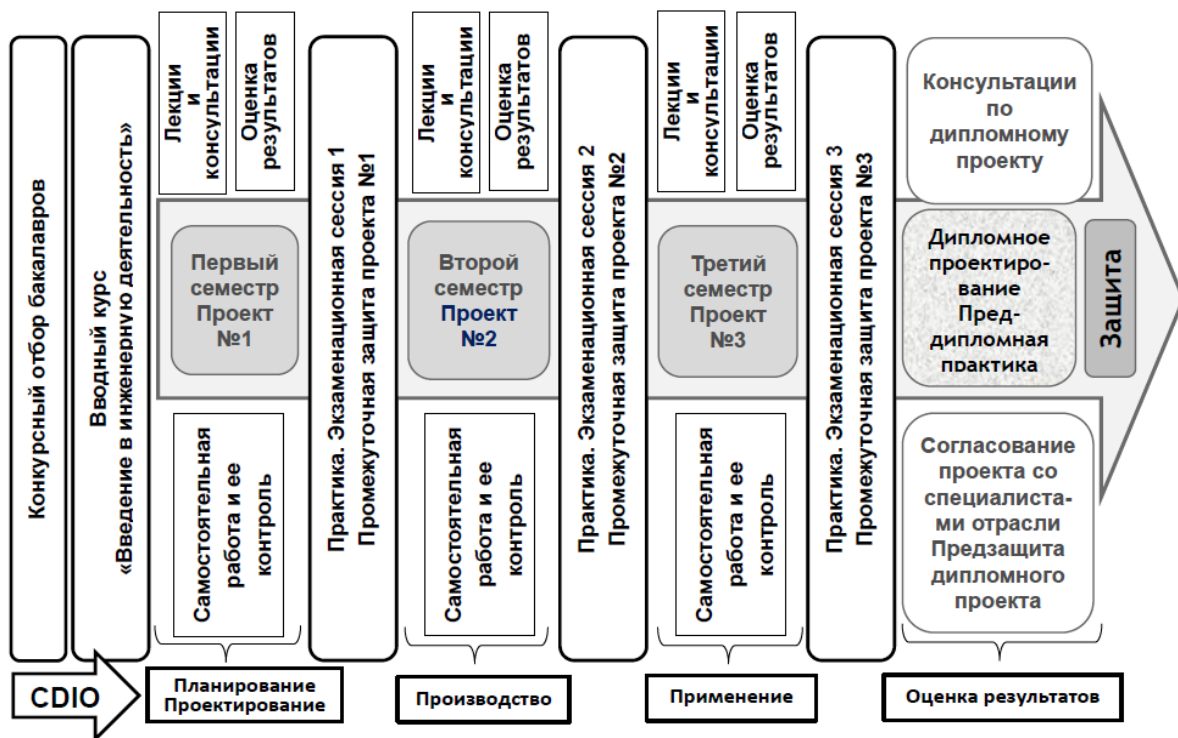 Конкурсный отбор бакалавров
Вводный курс
«Введение в инженерную деятельность»
Лекции
и
консультации
Оценка
результатов
Первый
семестр
Проект
№1
Самостоятельная
работа и ее
контроль
Практика. Экзаменационная сессия 1
Промежуточная защита проекта №1
Лекции
и
консультации
Оценка
результатов
Второй
семестр
Проект
№2
Самостоятельная
работа и ее
контроль
Практика. Экзаменационная сессия 2
Промежуточная защита проекта №2
Лекции
и
консультации
Оценка
результатов
Третий
семестр
Проект
№3
Самостоятельная
работа и ее
контроль
Практика. Экзаменационная сессия 3
Промежуточная защита проекта №3
Консультации
по
дипломному
проекту
Дипломное
проектиро-
вание
Пред-
дипломная
практика
Защита
Согласование
проекта со
специалиста-
ми отрасли
Предзащита
дипломного
проекта
CDIO
Планирование
Проектирование
Производство
Применение
Оценка результатов